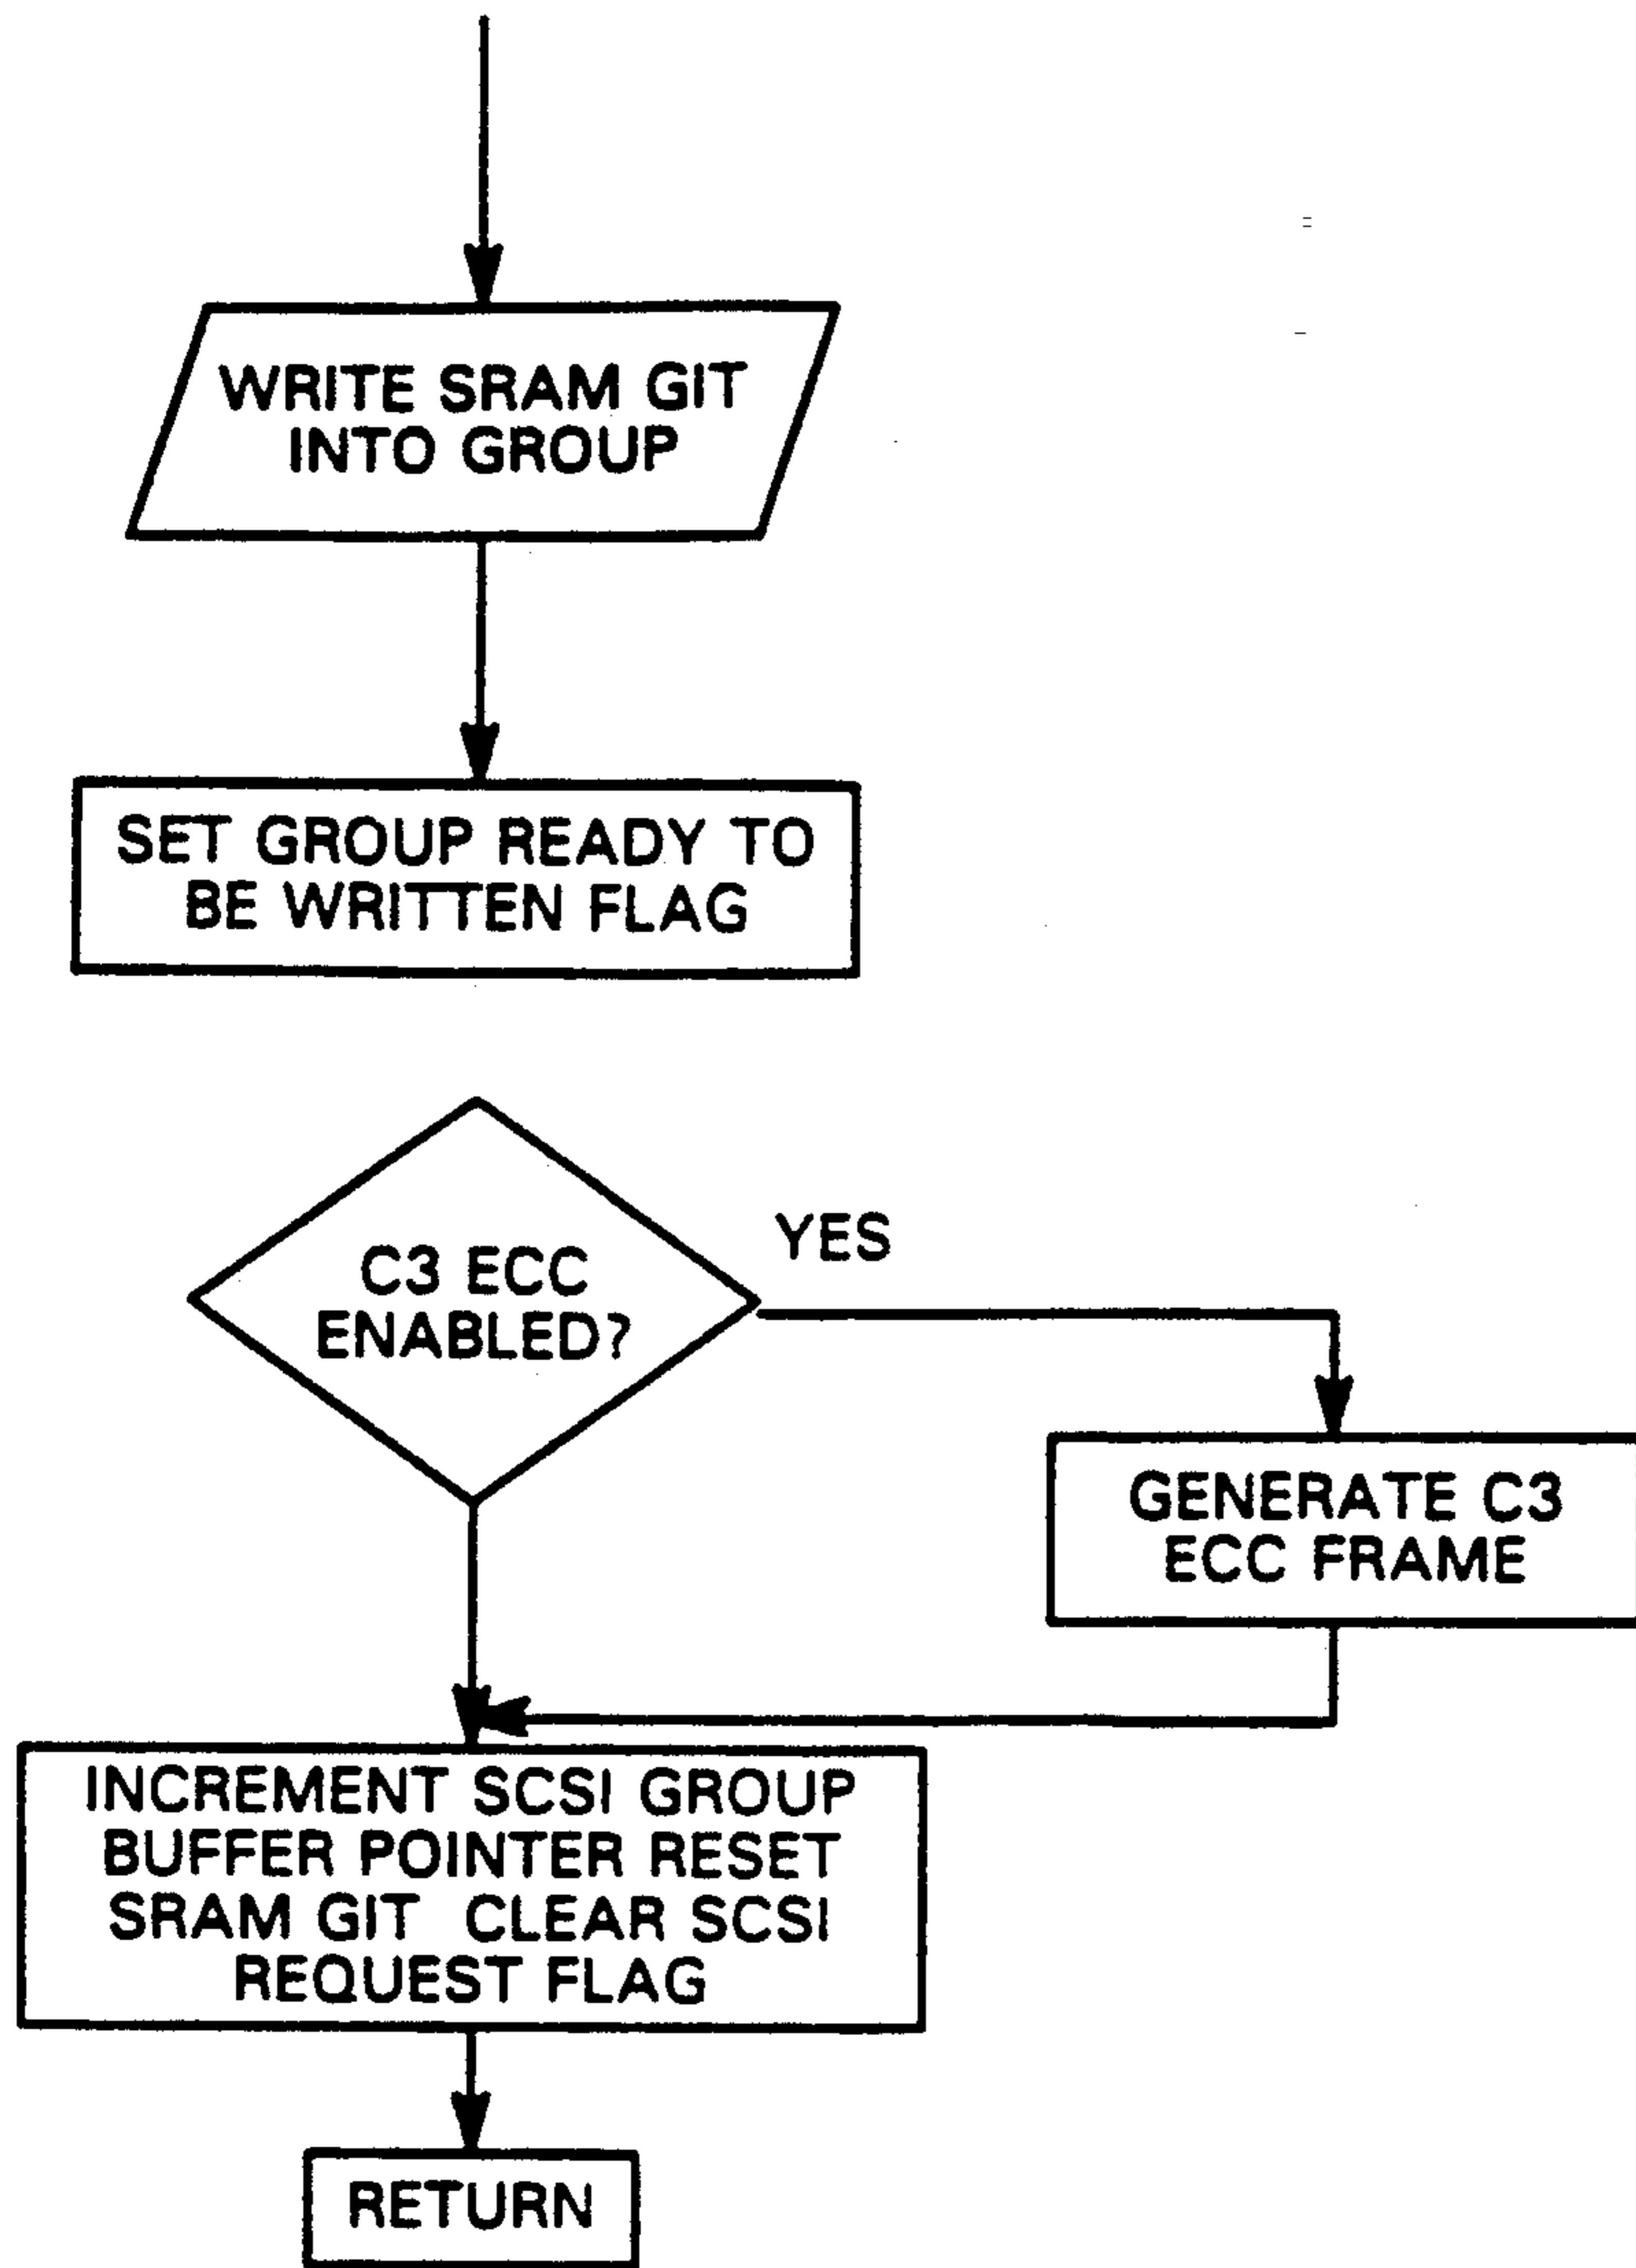 WRITE SRAM GIT
INTO GROUP
SET GROUP READY TO
BE WRITTEN FLAG
C3 ECC
ENABLED?
YES
GENERATE C3
ECC FRAME
INCREMENT SCSI GROUP
BUFFER POINTER RESET
SRAM GIT CLEAR SCSI
REQUEST FLAG
RETURN